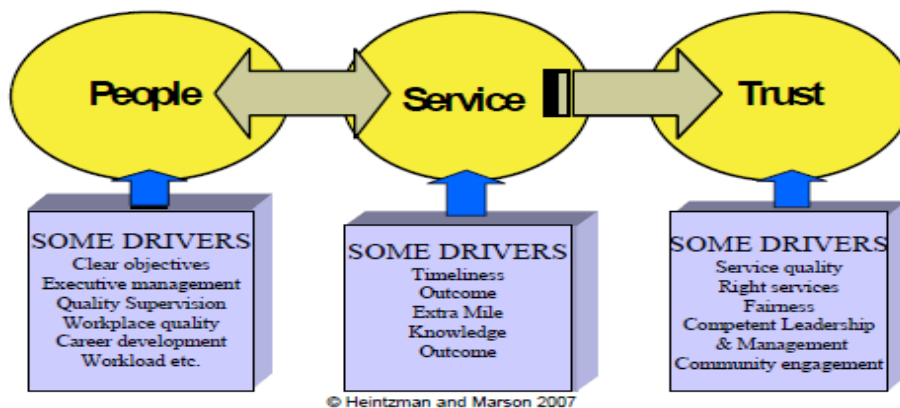 People
Service
Trust
SOME DRIVERS
Clear objectives
Executive management
Quality Supervision
Workplace quality
Career development
Workload etc.
SOME DRIVERS
Timeliness
Outcome
Extra Mile
Knowledge
Outcome
SOME DRIVERS
Service quality
Right services
Fairness
Competent Leadership
& Management
Community engagement
© Heintzman and Marson 2007